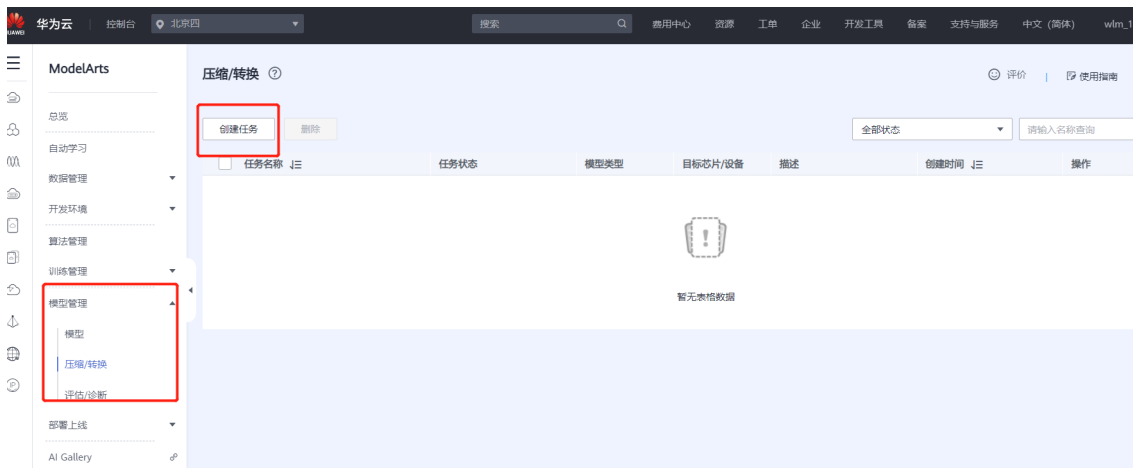 HUAWEI 华为云 控制台 北京四 搜索 费用中心 资源 工单 企业 开发工具 备案 支持与服务 中文 (简体) wlm_1
ModelArts
压缩/转换 评价 使用指南
总览
创建任务 删除 全部状态 请输入名称查询
自动学习
任务名称 任务状态 模型类型 目标芯片/设备 描述 创建时间 操作
数据管理
开发环境
算法管理
训练管理
暂无表格数据
模型管理
模型
压缩/转换
评估/诊断
部署上线
AI Gallery